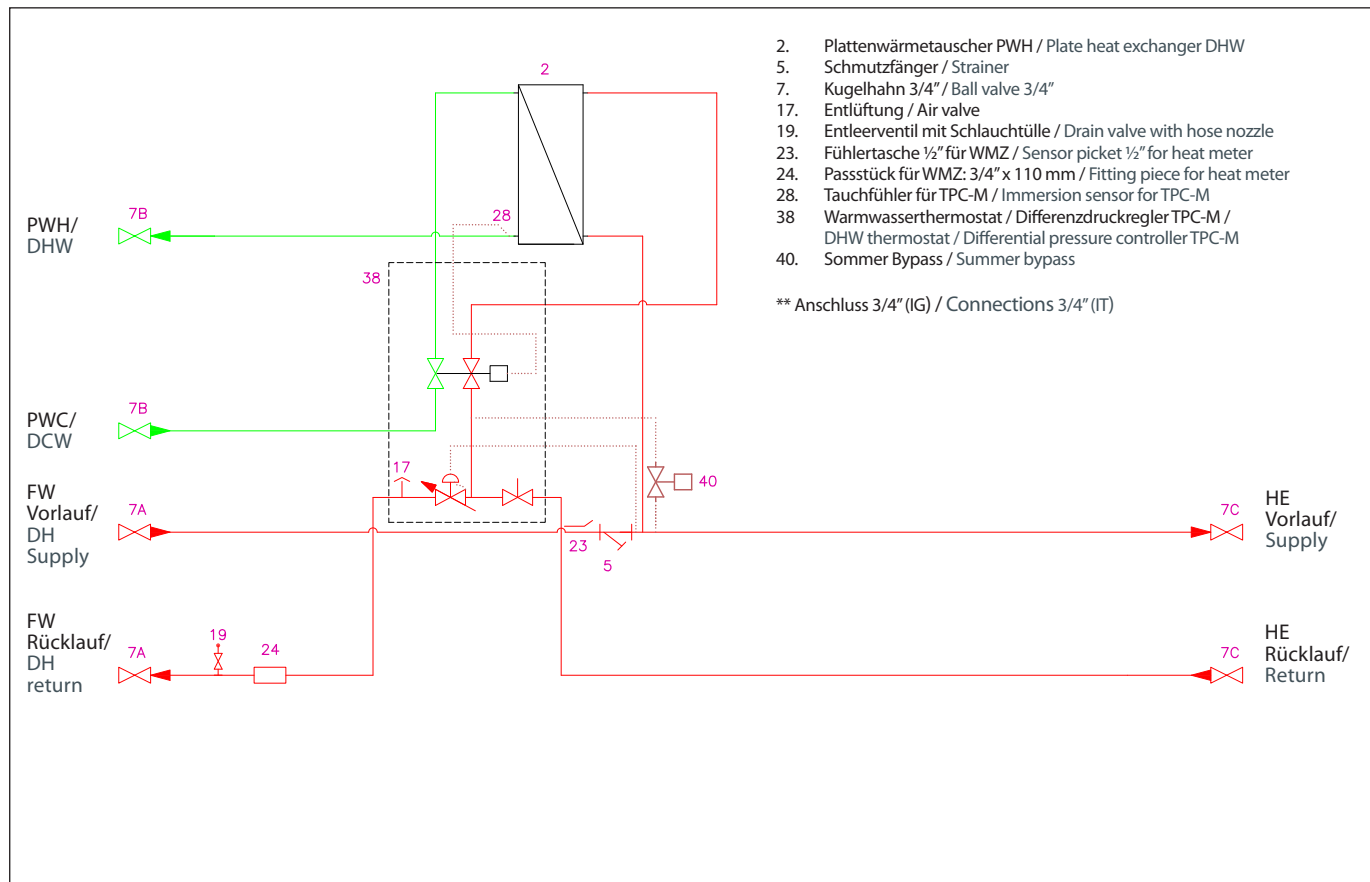 2. Plattenwärmetauscher PWH / Plate heat exchanger DHW
5. Schmutzfänger / Strainer
7. Kugelhahn 3/4” / Ball valve 3/4”
17. Entlüftung / Air valve
19. Entleerventil mit Schlauchtülle / Drain valve with hose nozzle
23. Fühlertasche ½” für WMZ / Sensor picket ½” for heat meter
24. Passstück für WMZ: 3/4” x 110 mm / Fitting piece for heat meter
28. Tauchfühler für TPC-M / Immersion sensor for TPC-M
38 Warmwasserthermostat / Differenzdruckregler TPC-M /
DHW thermostat / Differential pressure controller TPC-M
40. Sommer Bypass / Summer bypass
** Anschluss 3/4” (IG) / Connections 3/4” (IT)
2
28
7B
PWH/
DHW
38
7B
PWC/
DCW
17
40
FW
Vorlauf/
DH
Supply
7A
23
5
7C
HE
Vorlauf/
Supply
FW
Rücklauf/
DH
return
7A
19
24
7C
HE
Rücklauf/
Return